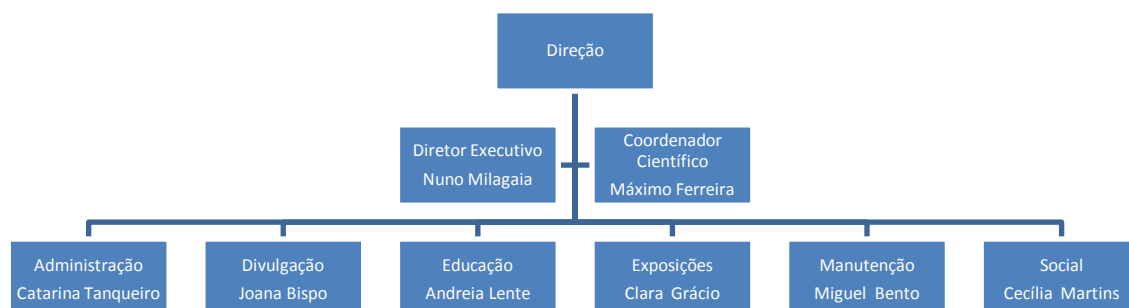 Direção
Diretor Executivo
Nuno Milagaia
Coordenador
Científico
Máximo Ferreira
Administração
Catarina Tanqueiro
Divulgação
Joana Bispo
Educação
Andreia Lente
Exposições
Clara Grácio
Manutenção
Miguel Bento
Social
Cecília Martins